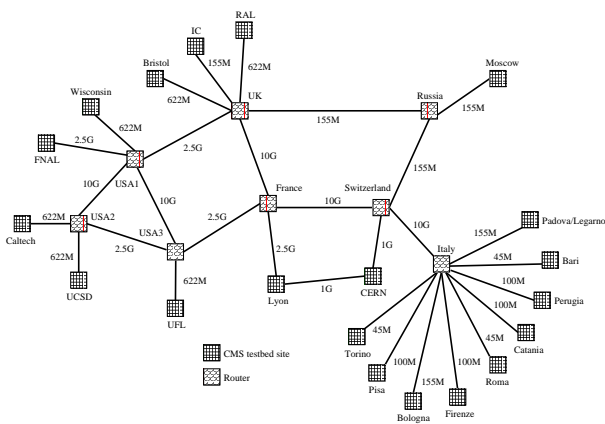 RAL
IC
155M
622M
Bristol
622M
UK
Moscow
155M
Russia
155M
Wisconsin
622M
FNAL
2.5G
USA1
2.5G
10G
10G
10G
155M
USA2
622M
Caltech
622M
UCSD
2.5G
USA3
622M
UFL
2.5G
France
10G
Switzerland
10G
2.5G
1G
Lyon
1G
CERN
Italy
155M
Padova/Legarno
45M
Bari
100M
Perugia
100M
Catania
45M
Roma
100M
Firenze
155M
Bologna
100M
Pisa
45M
Torino
CMS testbed site
Router